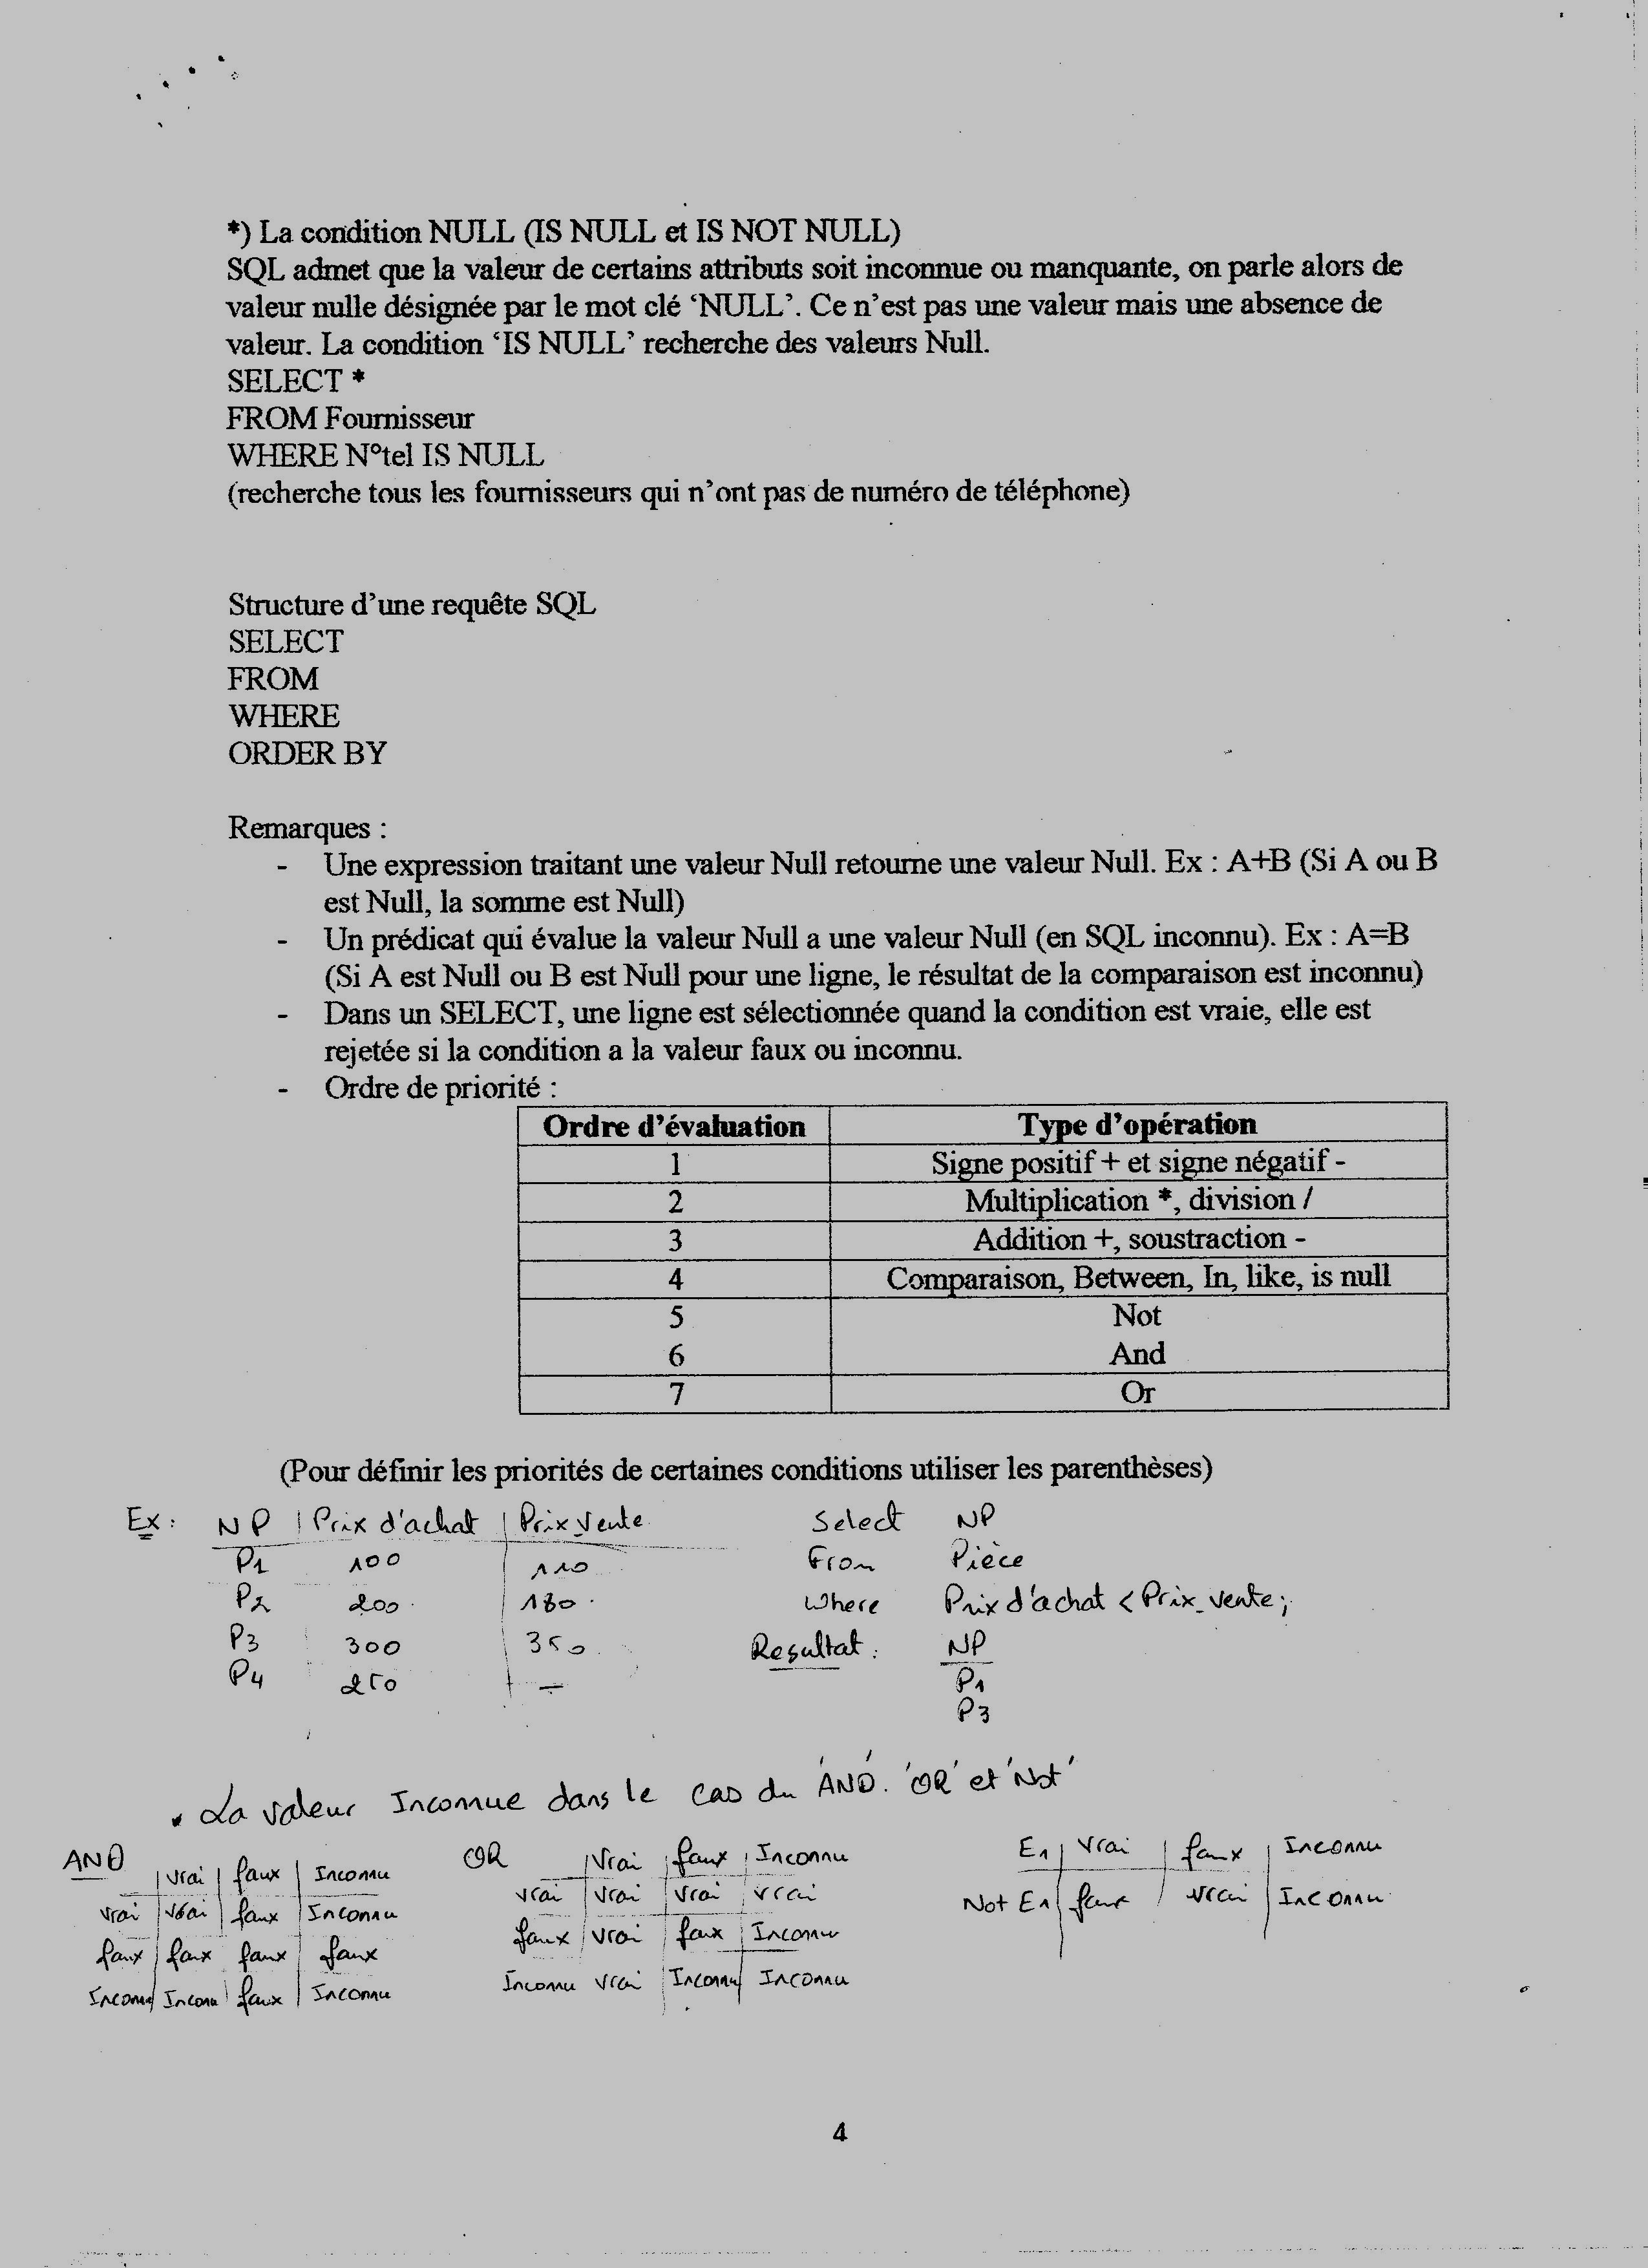 *) La condition NULL (IS NULL et IS NOT NULL)
SQL admet que la valeur de certains attributs soit inconnue ou manquante, on parle alors de
valeur nulle désignée par le mot clé ‘NULL’. Ce n’est pas une valeur mais une absence de
valeur. La condition ‘IS NULL’ recherche des valeurs Null.
SELECT *
FROM Fournisseur
WHERE N°tel IS NULL
(recherche tous les fournisseurs qui n’ont pas de numéro de téléphone)
Structure d’une requête SQL
SELECT
FROM
WHERE
ORDER BY
Remarques :
- Une expression traitant une valeur Null retourne une valeur Null. Ex : A+B (Si A ou B
est Null, la somme est Null)
- Un prédicat qui évalue la valeur Null a une valeur Null (en SQL inconnu). Ex : A=B
(Si A est Null ou B est Null pour une ligne, le résultat de la comparaison est inconnu)
- Dans un SELECT, une ligne est sélectionnée quand la condition est vraie, elle est
rejetée si la condition a la valeur faux ou inconnu.
- Ordre de priorité :
Ordre d’évaluation Type d’opération
1 Signe positif + et signe négatif -
2 Multiplication *, division /
3 Addition +, soustraction -
4 Comparaison, Between, In, like, is null
5 Not
6 And
7 Or
(Pour définir les priorités de certaines conditions utiliser les parenthèses)
Ex : NP Prix d'achat Prix_vente Select NP
P1 100 110 From Pièce
P2 200 180 Where Prix d'achat < Prix_vente;
P3 300 350 Resultat : NP
P4 250 — P1
P3
• La valeur Inconnue dans le cas du 'AND'. 'OR' et 'Not'
AND vrai faux Inconnu OR Vrai faux Inconnu E1 vrai faux Inconnu
vrai vrai faux Inconnu vrai vrai vrai vrai Not E1 faux vrai Inconnu
faux faux faux faux faux vrai faux Inconnu
Inconnu Inconnu faux Inconnu Inconnu vrai Inconnu Inconnu
4